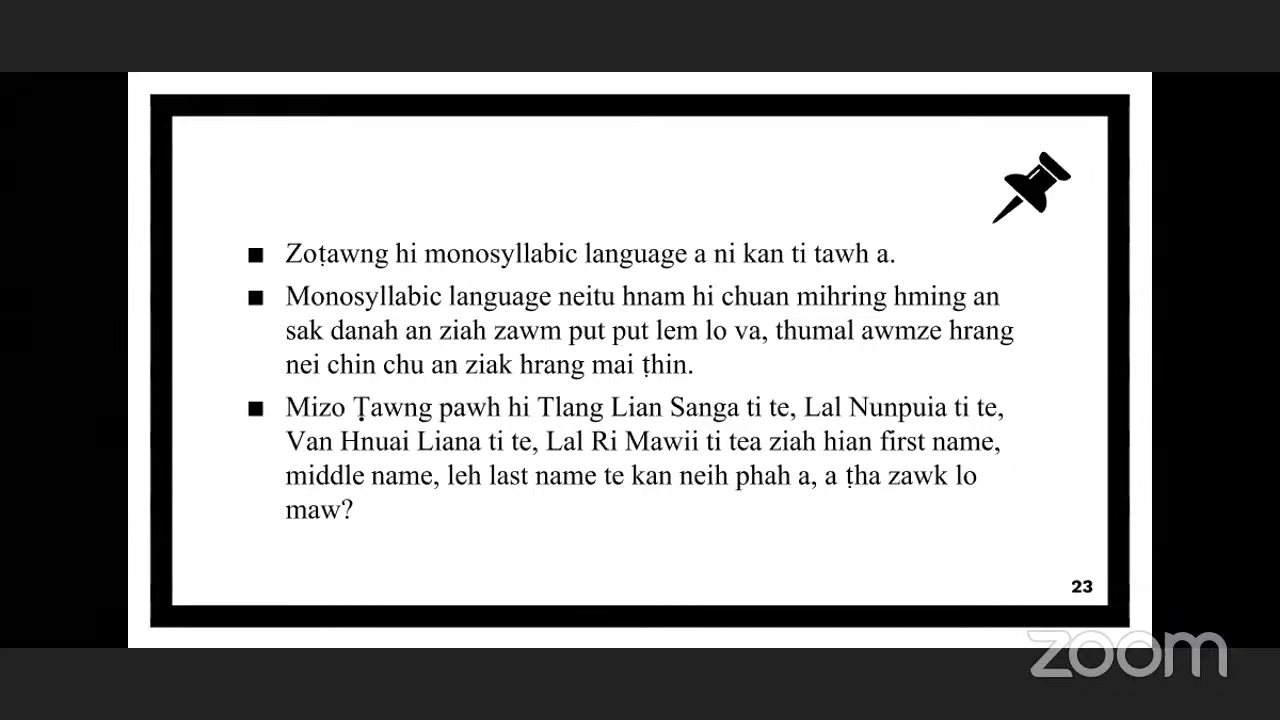 ■ Zoṭawng hi monosyllabic language a ni kan ti tawh a.
■ Monosyllabic language neitu hnam hi chuan mihring hming an
sak danah an ziah zawm put put lem lo va, thumal awmze hrang
nei chin chu an ziak hrang mai ṭhin.
■ Mizo Ṭawng pawh hi Tlang Lian Sanga ti te, Lal Nunpuia ti te,
Van Hnuai Liana ti te, Lal Ri Mawii ti tea ziah hian first name,
middle name, leh last name te kan neih phah a, a ṭha zawk lo
maw?
23
zoom